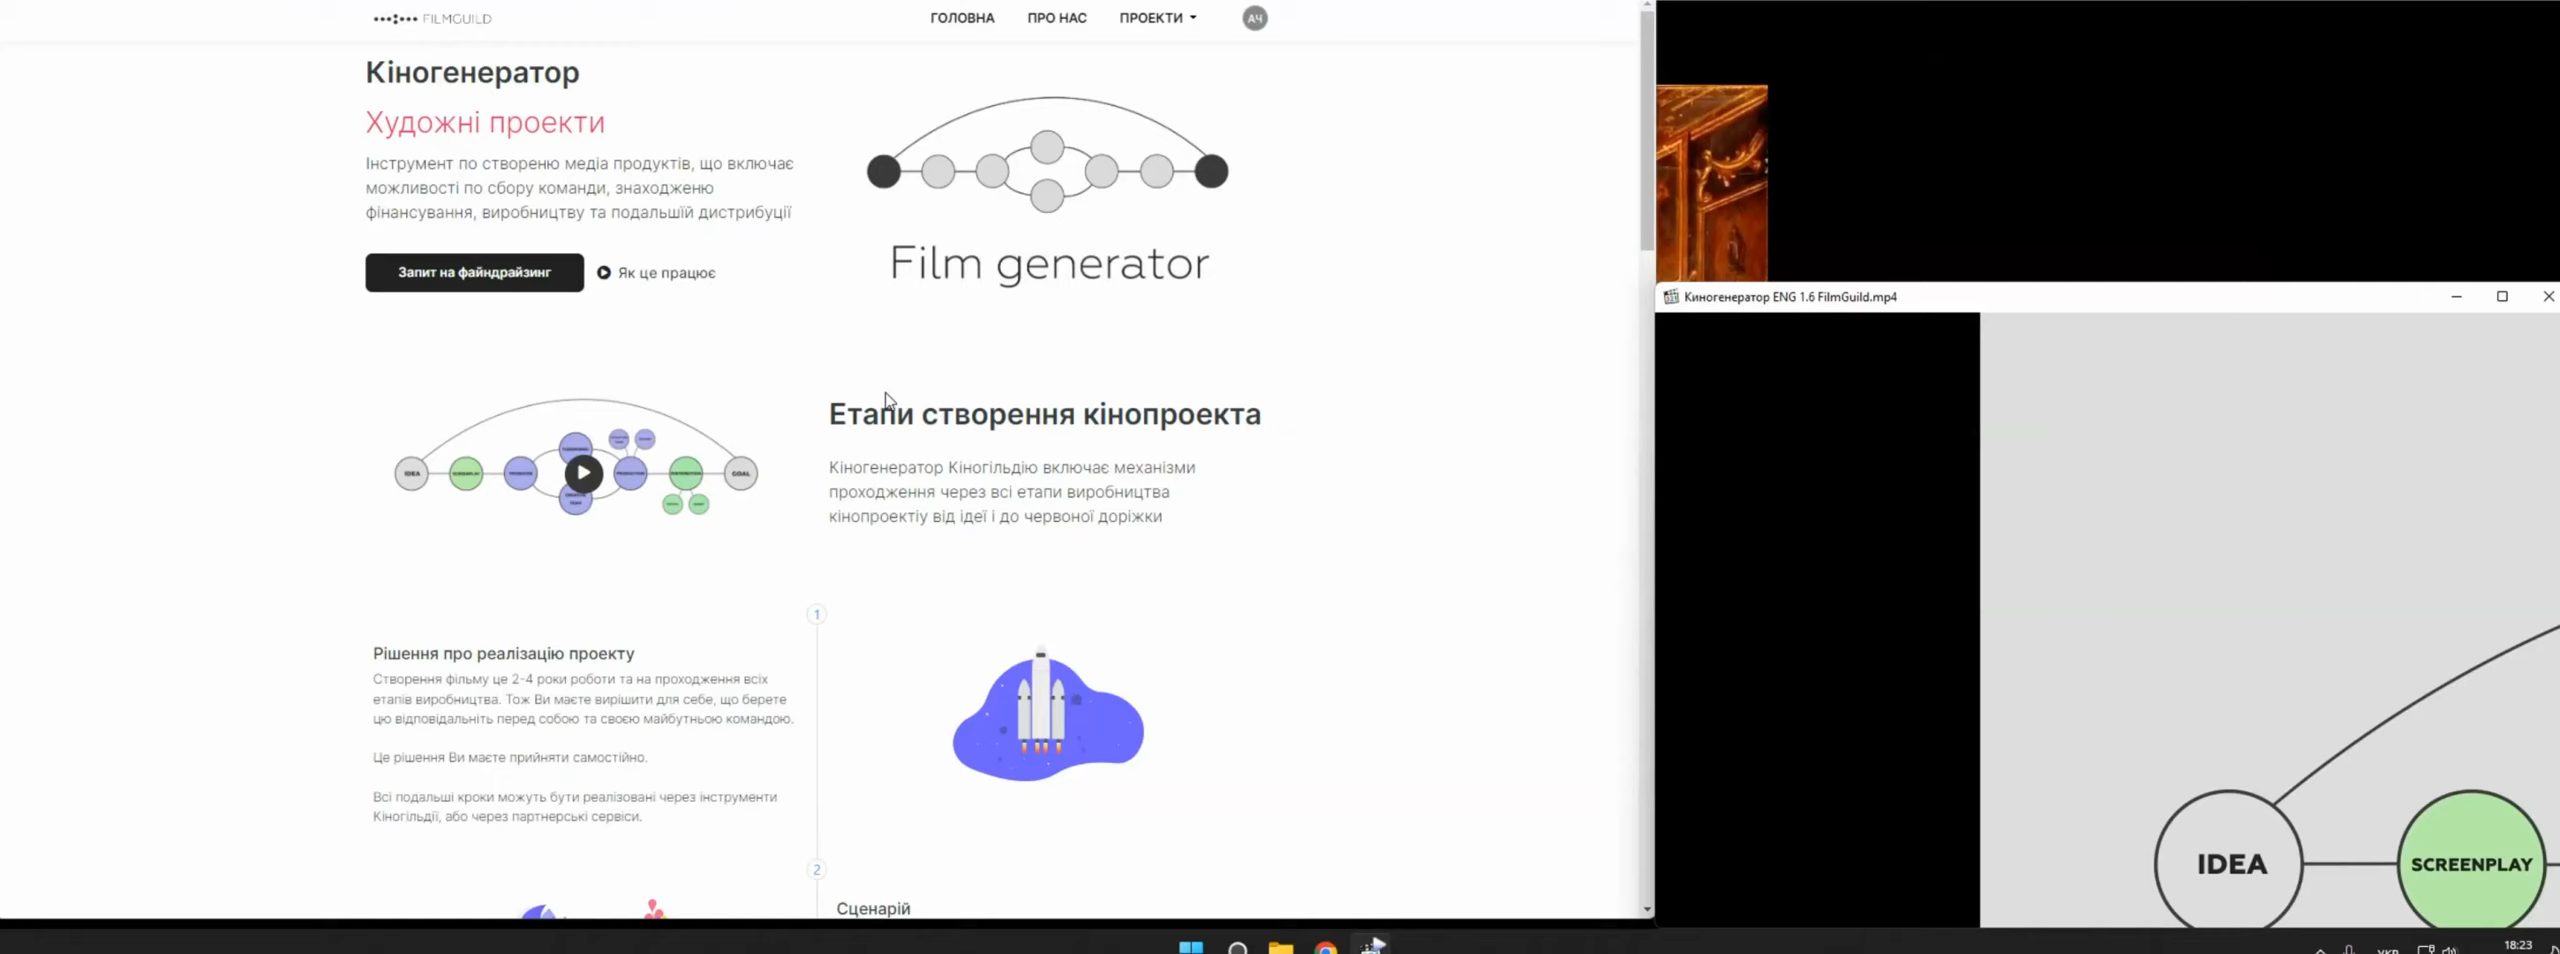 FILMGUILD
ГОЛОВНА
ПРО НАС
ПРОЕКТИ
АЧ
Кіногенератор
Художні проекти
Інструмент по створеню медіа продуктів, що включає
можливості по сбору команди, знаходженю
фінансування, виробництву та подальшїй дистрибуції
Запит на файндрайзинг
Як це працює
Film generator
IDEA
GOAL
Етапи створення кінопроекта
Кіногенератор Кіногільдію включає механізми
проходження через всі етапи виробництва
кінопроектіу від ідеї і до червоної доріжки
1
Рішення про реалізацію проекту
Створення фільму це 2-4 роки роботи та на проходження всіх
етапів виробництва. Тож Ви маєте вирішити для себе, що берете
цю відповідальніть перед собою та своєю майбутньою командою.
Це рішення Ви маєте прийняти самостійно.
Всі подальші кроки можуть бути реалізовані через інструменти
Кіногільдії, або через партнерські сервіси.
2
Сценарій
Киногенератор ENG 1.6 FilmGuild.mp4
IDEA
SCREENPLAY
18:23